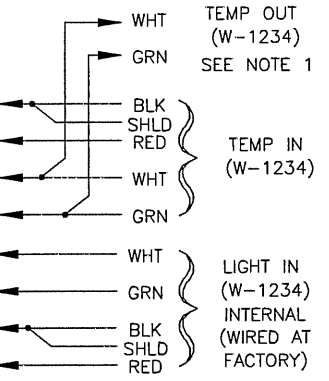 WHT
GRN
TEMP OUT
(W-1234)
SEE NOTE 1
BLK
SHLD
RED
WHT
GRN
TEMP IN
(W-1234)
WHT
GRN
BLK
SHLD
RED
LIGHT IN
(W-1234)
INTERNAL
(WIRED AT
FACTORY)